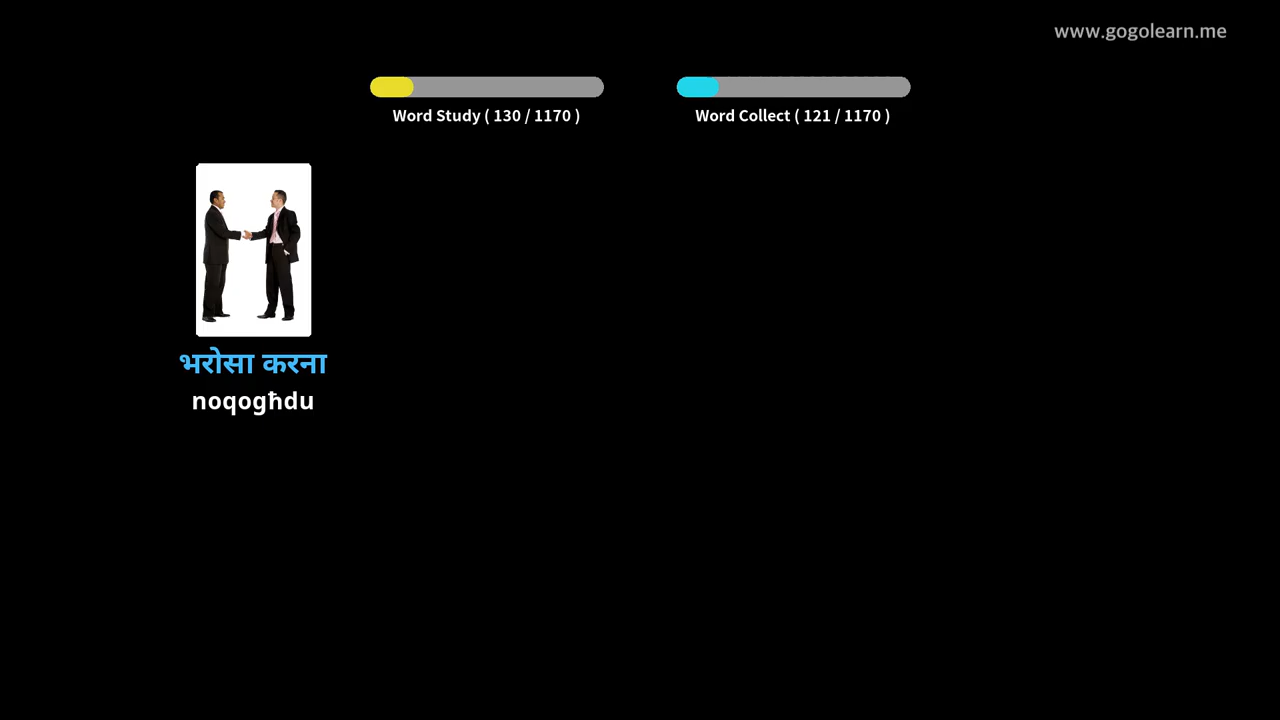 www.gogolearn.me
Word Study ( 130 / 1170 )
Word Collect ( 121 / 1170 )
भरोसा करना
noqogħdu